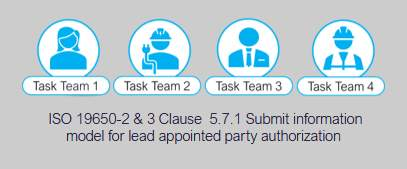 Task Team 1 Task Team 2 Task Team 3 Task Team 4
ISO 19650-2 & 3 Clause 5.7.1 Submit information
model for lead appointed party authorization